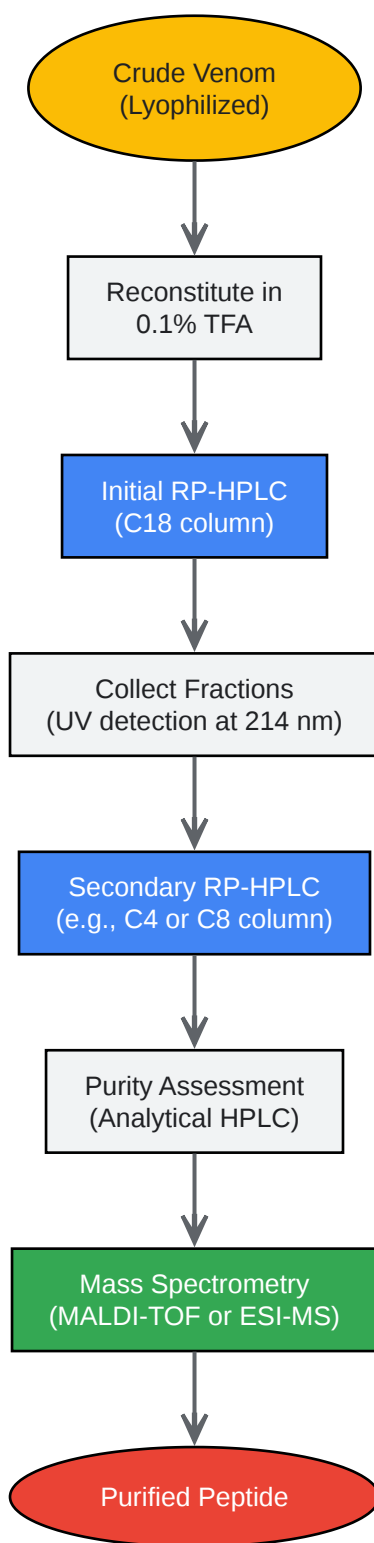 Crude Venom
(Lyophilized)
Reconstitute in
0.1% TFA
Initial RP-HPLC
(C18 column)
Collect Fractions
(UV detection at 214 nm)
Secondary RP-HPLC
(e.g., C4 or C8 column)
Purity Assessment
(Analytical HPLC)
Mass Spectrometry
(MALDI-TOF or ESI-MS)
Purified Peptide